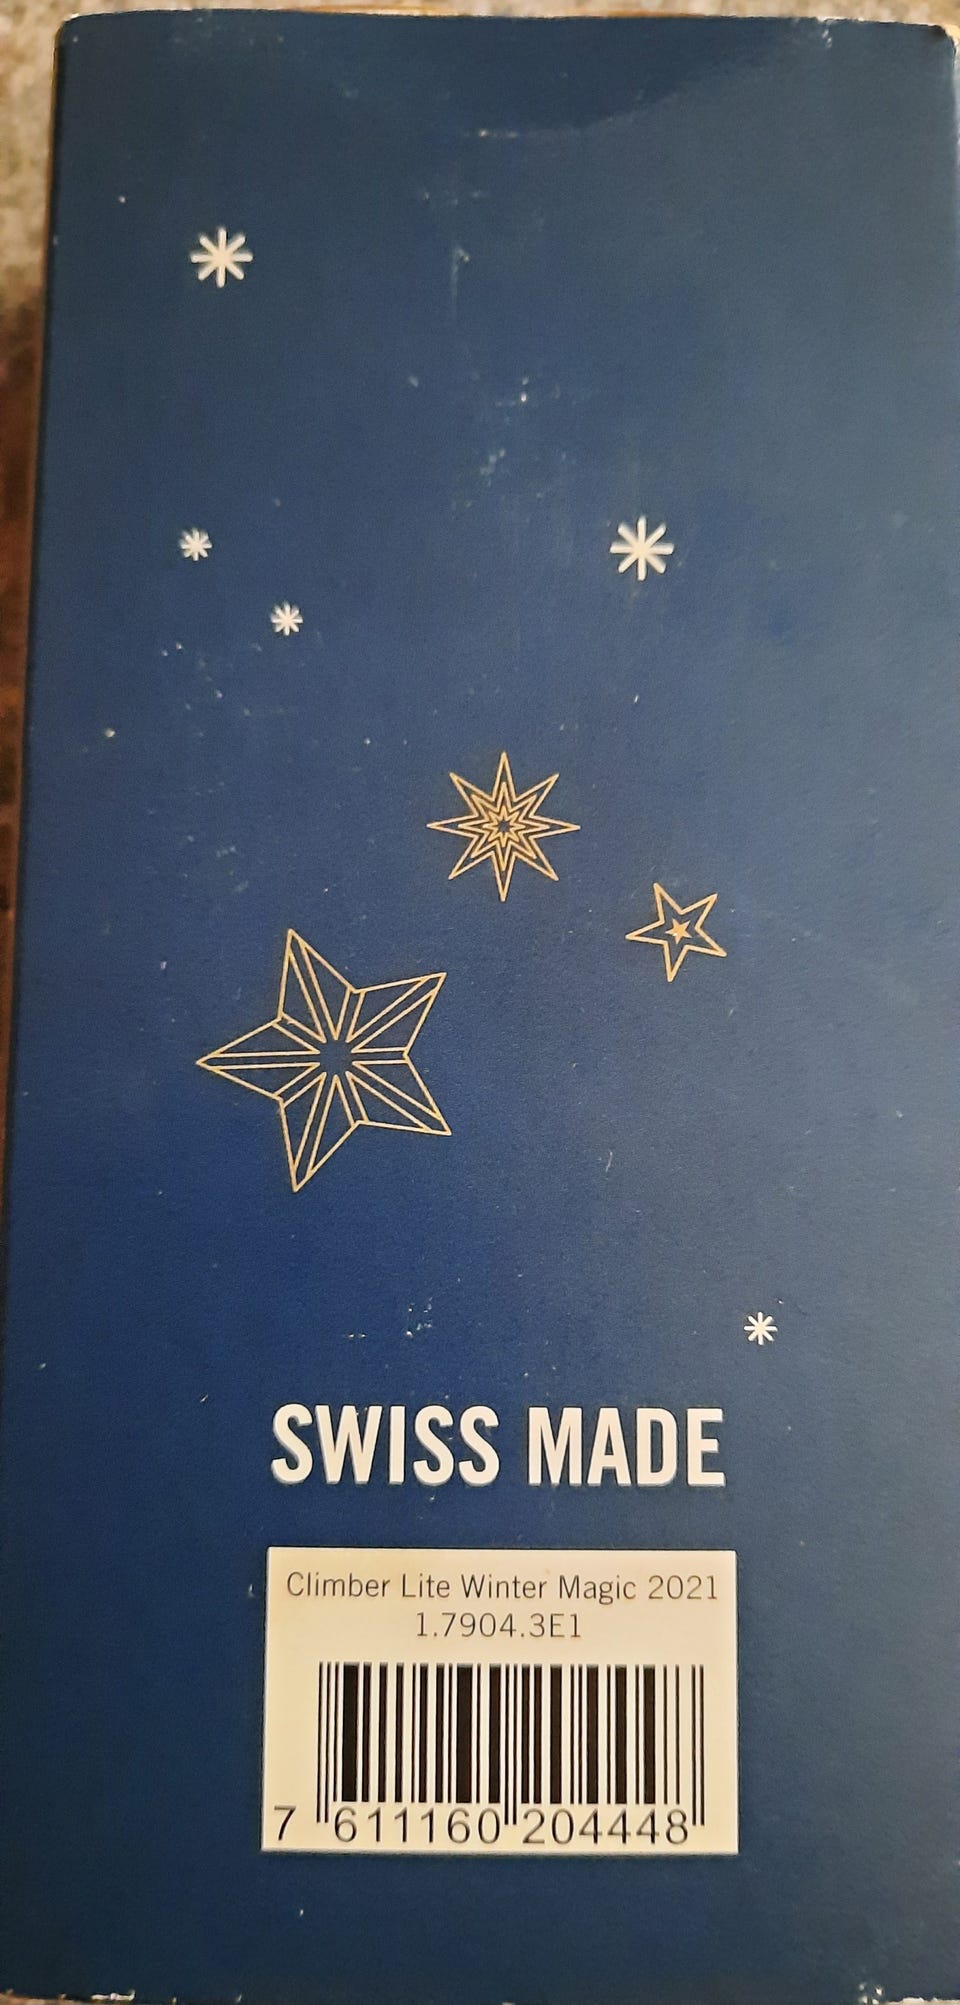 SWISS MADE
Climber Lite Winter Magic 2021
1.7904.3E1
7 611160 204448